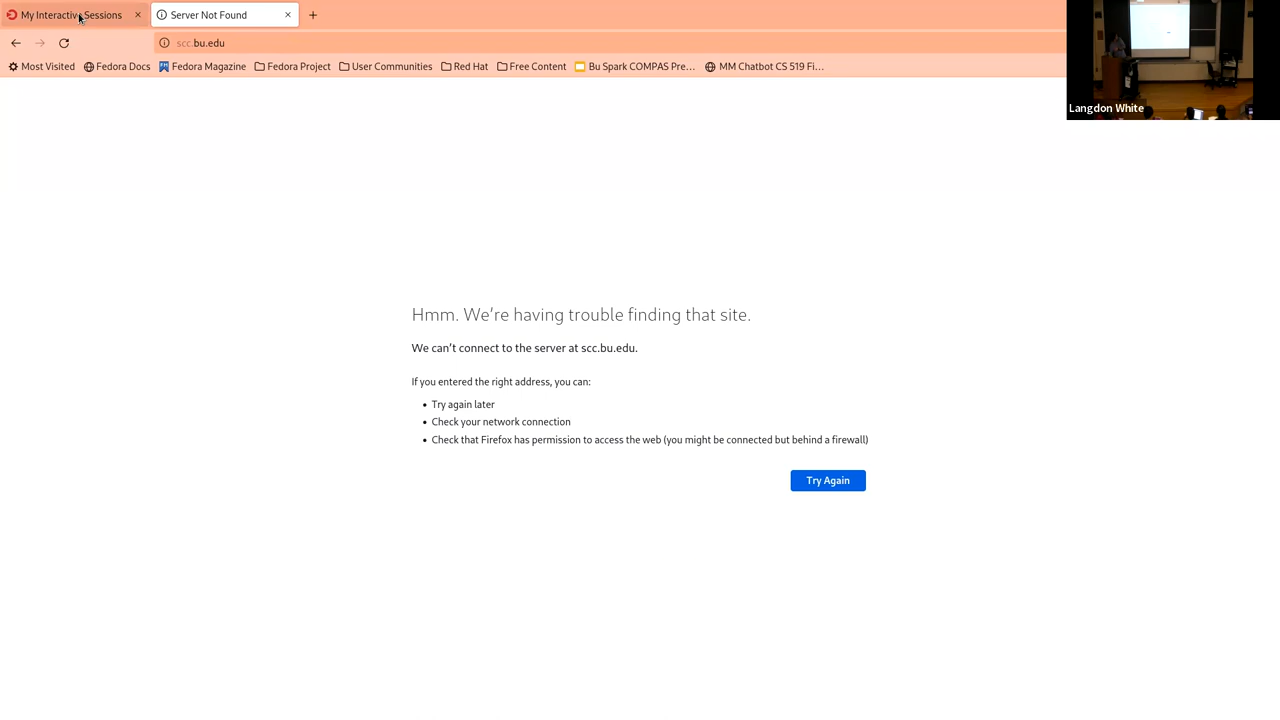 My Interactive Sessions
Server Not Found
scc.bu.edu
Most Visited Fedora Docs Fedora Magazine Fedora Project User Communities Red Hat Free Content Bu Spark COMPAS Pre... MM Chatbot CS 519 Fi...
Langdon White
Hmm. We're having trouble finding that site.
We can't connect to the server at scc.bu.edu.
If you entered the right address, you can:
• Try again later
• Check your network connection
• Check that Firefox has permission to access the web (you might be connected but behind a firewall)
Try Again